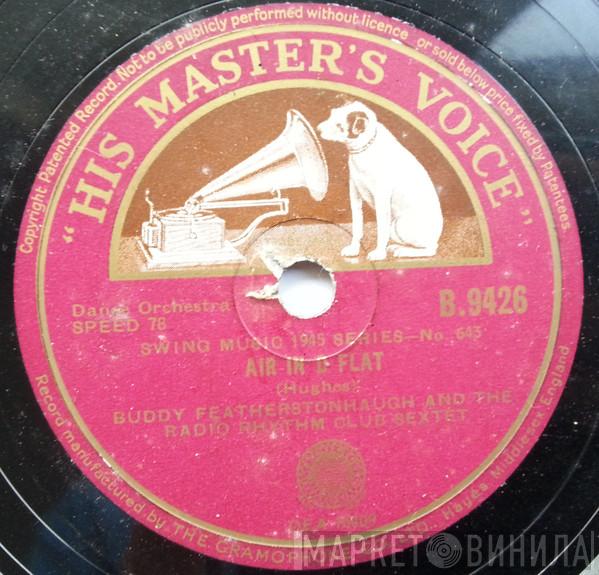 Copyright Patented Record. Not to be publicly performed without licence or sold below price fixed by Patentees.
"HIS MASTER'S VOICE"
Dance Orchestra
SPEED 78
B.9426
SWING MUSIC 1945 SERIES—No. 643
AIR IN D FLAT
(Hughes)
BUDDY FEATHERSTONHAUGH AND THE
RADIO RHYTHM CLUB SEXTET
Record manufactured by THE GRAMOPHONE CO., LTD., Hayes, Middlesex, England
МАРКЕТ ВИНИЛА